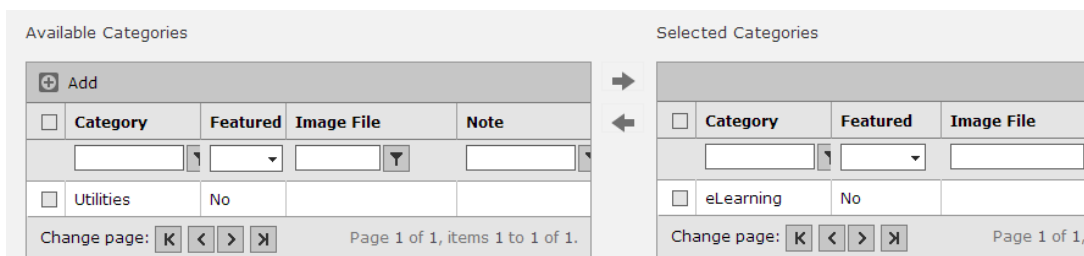 Available Categories
Selected Categories
Add
Category Featured Image File Note
Category Featured Image File
Utilities No
eLearning No
Change page: Page 1 of 1, items 1 to 1 of 1.
Change page: Page 1 of 1,